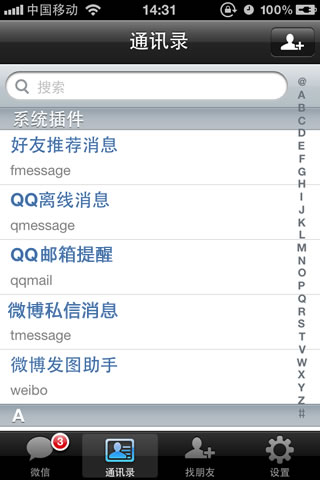 中国移动 14:31 100%
通讯录
搜索
系统插件
好友推荐消息
fmessage
QQ离线消息
qmessage
QQ邮箱提醒
qqmail
微博私信消息
tmessage
微博发图助手
weibo
A
@
A
B
C
D
E
F
G
H
I
J
K
L
M
N
O
P
Q
R
S
T
V
W
X
Y
Z
#
3
微信 通讯录 找朋友 设置